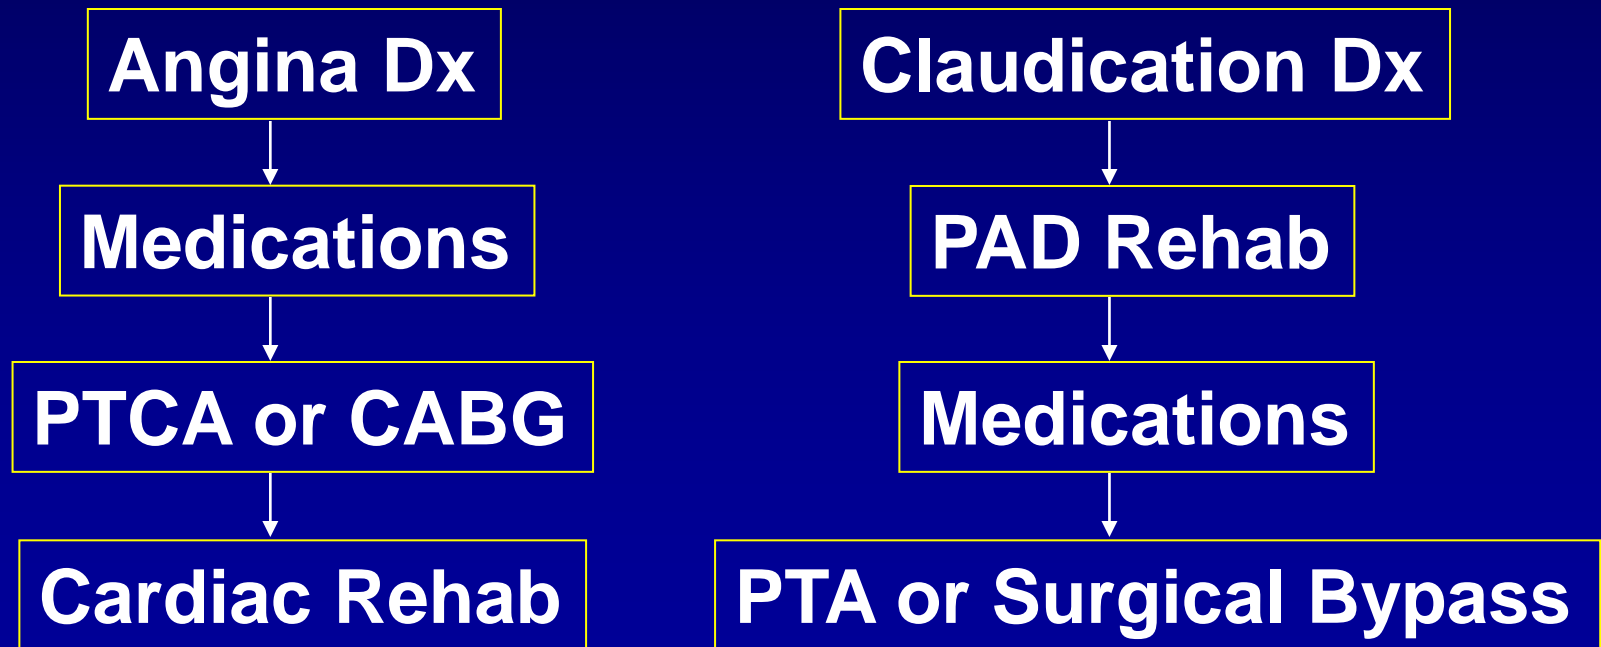 Angina Dx
Medications
PTCA or CABG
Cardiac Rehab
Claudication Dx
PAD Rehab
Medications
PTA or Surgical Bypass